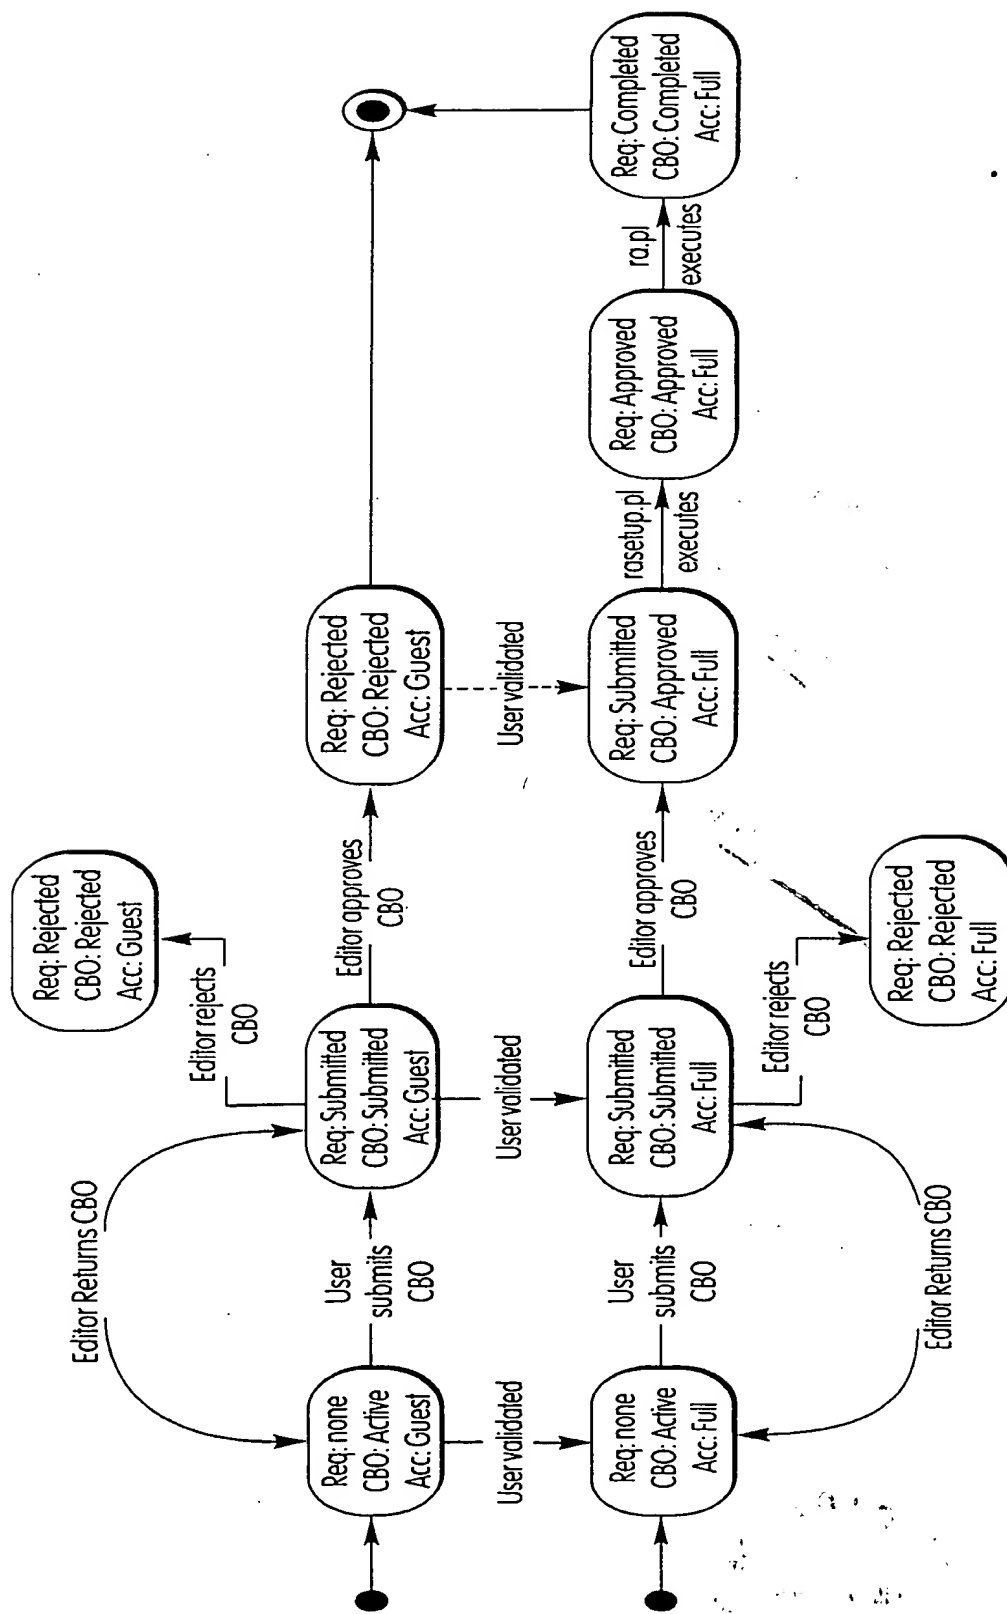 Editor Returns CBO
Editor rejects
CBO
Req: Rejected
CBO: Rejected
Acc: Guest
Req: none
CBO: Active
Acc: Guest
User
submits
CBO
Req: Submitted
CBO: Submitted
Acc: Guest
Editor approves
CBO
Req: Rejected
CBO: Rejected
Acc: Guest
User validated
User validated
User validated
Req: none
CBO: Active
Acc: Full
User
submits
CBO
Req: Submitted
CBO: Submitted
Acc: Full
Editor approves
CBO
Req: Submitted
CBO: Approved
Acc: Full
rasetup.pl
executes
Req: Approved
CBO: Approved
Acc: Full
ra.pl
executes
Req: Completed
CBO: Completed
Acc: Full
Editor Returns CBO
Editor rejects
CBO
Req: Rejected
CBO: Rejected
Acc: Full